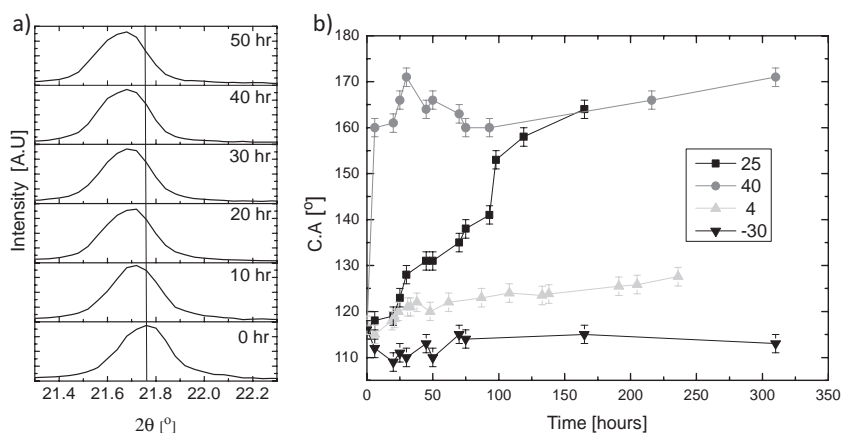 a)
50 hr
40 hr
30 hr
20 hr
10 hr
0 hr
Intensity [A.U]
21.4 21.6 21.8 22.0 22.2
2θ [º]
b)
180
170
160
150
140
130
120
110
C.A [º]
25
40
4
-30
0 50 100 150 200 250 300 350
Time [hours]